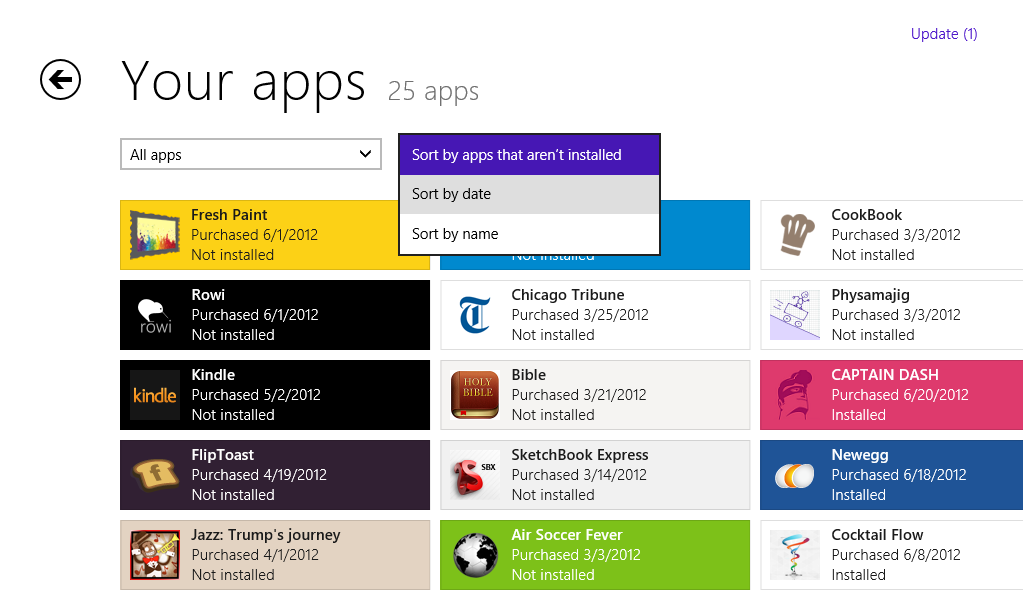 Update (1)
Your apps 25 apps
All apps
Sort by apps that aren't installed
Sort by date
Sort by name
Fresh Paint
Purchased 6/1/2012
Not installed
Rowi
Purchased 6/1/2012
Not installed
rowi
Kindle
Purchased 5/2/2012
Not installed
kindle
FlipToast
Purchased 4/19/2012
Not installed
f
Jazz: Trump's journey
Purchased 4/1/2012
Not installed
Not installed
Chicago Tribune
Purchased 3/25/2012
Not installed
T
HOLY
BIBLE
Bible
Purchased 3/21/2012
Not installed
SBX
SketchBook Express
Purchased 3/14/2012
Not installed
Air Soccer Fever
Purchased 3/3/2012
Not installed
CookBook
Purchased 3/3/2012
Not installed
Physamajig
Purchased 3/3/2012
Not installed
CAPTAIN DASH
Purchased 6/20/2012
Installed
Newegg
Purchased 6/18/2012
Installed
Cocktail Flow
Purchased 6/8/2012
Installed